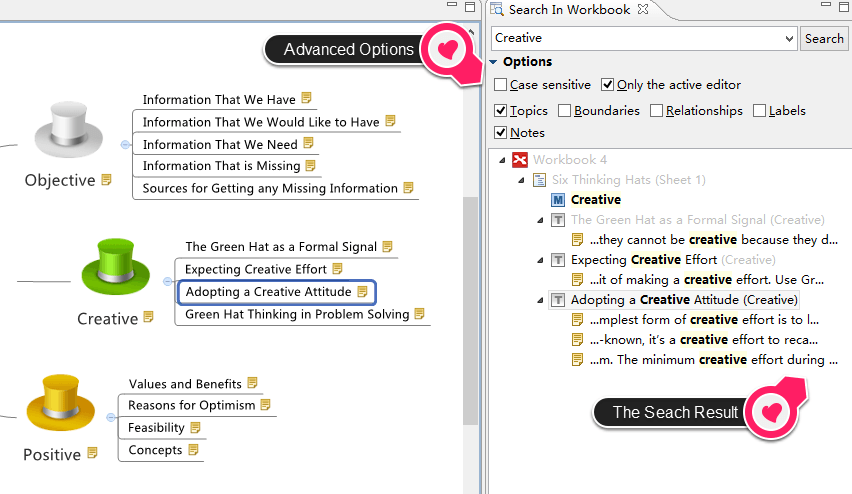 Advanced Options
Information That We Have
Information That We Would Like to Have
Information That We Need
Information That is Missing
Sources for Getting any Missing Information
Objective
The Green Hat as a Formal Signal
Expecting Creative Effort
Adopting a Creative Attitude
Green Hat Thinking in Problem Solving
Creative
Values and Benefits
Reasons for Optimism
Feasibility
Concepts
Positive
Search In Workbook
Creative
Search
Options
Case sensitive
Only the active editor
Topics
Boundaries
Relationships
Labels
Notes
Workbook 4
Six Thinking Hats (Sheet 1)
M Creative
T The Green Hat as a Formal Signal (Creative)
...they cannot be creative because they d...
T Expecting Creative Effort (Creative)
...it of making a creative effort. Use Gr...
T Adopting a Creative Attitude (Creative)
...mplest form of creative effort is to l...
...-known, it's a creative effort to reca...
...m. The minimum creative effort during ...
The Seach Result